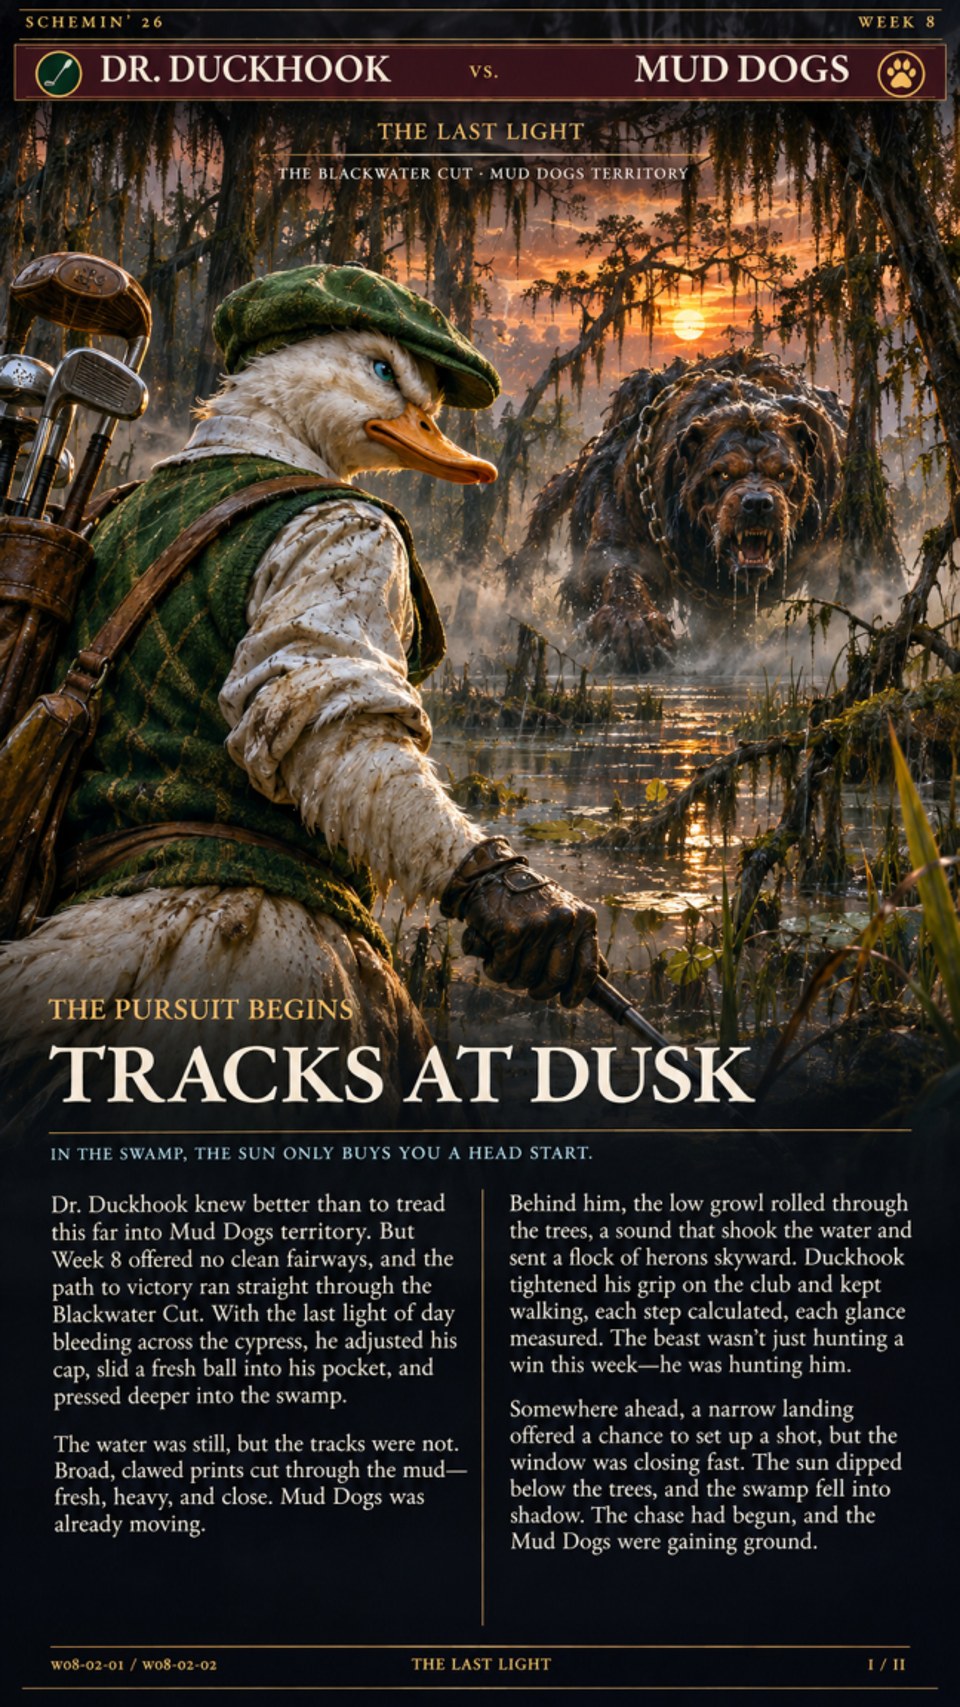 SCHEMIN' 26
WEEK 8
DR. DUCKHOOK
VS.
MUD DOGS
THE LAST LIGHT
THE BLACKWATER CUT · MUD DOGS TERRITORY
THE PURSUIT BEGINS
TRACKS AT DUSK
IN THE SWAMP, THE SUN ONLY BUYS YOU A HEAD START.
Dr. Duckhook knew better than to tread
this far into Mud Dogs territory. But
Week 8 offered no clean fairways, and the
path to victory ran straight through the
Blackwater Cut. With the last light of day
bleeding across the cypress, he adjusted his
cap, slid a fresh ball into his pocket, and
pressed deeper into the swamp.
The water was still, but the tracks were not.
Broad, clawed prints cut through the mud—
fresh, heavy, and close. Mud Dogs was
already moving.
Behind him, the low growl rolled through
the trees, a sound that shook the water and
sent a flock of herons skyward. Duckhook
tightened his grip on the club and kept
walking, each step calculated, each glance
measured. The beast wasn't just hunting a
win this week—he was hunting him.
Somewhere ahead, a narrow landing
offered a chance to set up a shot, but the
window was closing fast. The sun dipped
below the trees, and the swamp fell into
shadow. The chase had begun, and the
Mud Dogs were gaining ground.
W08-02-01 / W08-02-02
THE LAST LIGHT
I / II